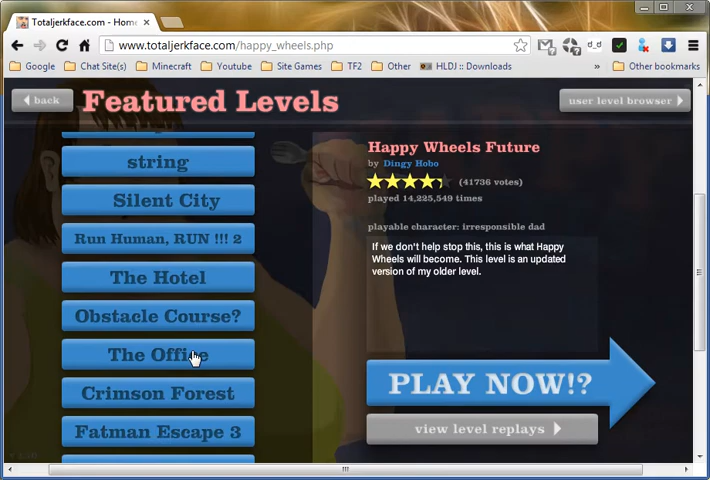 Totaljerkface.com - Home
www.totaljerkface.com/happy_wheels.php
Google
Chat Site(s)
Minecraft
Youtube
Site Games
TF2
Other
HLDJ :: Downloads
»
Other bookmarks
back
Featured Levels
user level browser
string
Silent City
Run Human, RUN !!! 2
The Hotel
Obstacle Course?
The Office
Crimson Forest
Fatman Escape 3
Happy Wheels Future
by Dingy Hobo
(41736 votes)
played 14,225,549 times
playable character: irresponsible dad
If we don't help stop this, this is what Happy
Wheels will become. This level is an updated
version of my older level.
PLAY NOW!?
view level replays